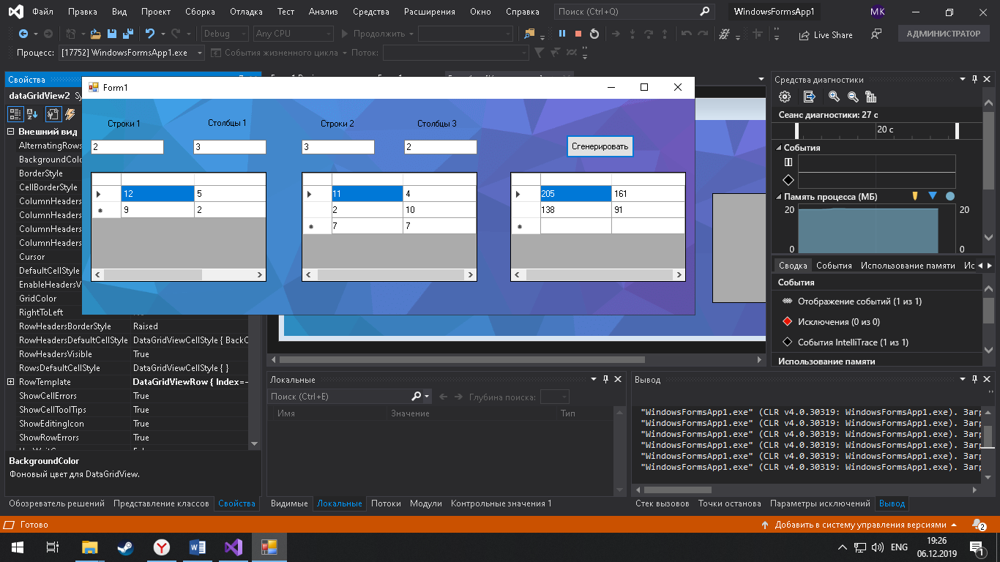 Файл Правка Вид Проект Сборка Отладка Тест Анализ Средства Расширения Окно Справка Поиск (Ctrl+Q) WindowsFormsApp1 MK
Debug Any CPU Продолжить Live Share АДМИНИСТРАТОР
Процесс: [17752] WindowsFormsApp1.exe События жизненного цикла Поток:
Свойства
dataGridView2
Внешний вид
AlternatingRows
BackgroundColo
BorderStyle
CellBorderStyle
ColumnHeaders
ColumnHeaders
ColumnHeaders
ColumnHeaders
Cursor
DefaultCellStyle
EnableHeadersV
GridColor
RightToLeft
RowHeadersBorderStyle Raised
RowHeadersDefaultCellStyle DataGridViewCellStyle { BackC
RowHeadersVisible True
RowsDefaultCellStyle DataGridViewCellStyle { }
RowTemplate DataGridViewRow { Index=-
ShowCellErrors True
ShowCellToolTips True
ShowEditingIcon True
ShowRowErrors True
BackgroundColor
Фоновый цвет для DataGridView.
Обозреватель решений Представление классов Свойства
Form1
Строки 1 Столбцы 1 Строки 2 Столбцы 3
2 3 3 2 Сгенерировать
12 5
9 2
11 4
2 10
7 7
205 161
138 91
Средства диагностики
Сеанс диагностики: 27 с
20 с
События
Память процесса (МБ)
20 20
0 0
Сводка События Использование памяти Ис
События
Отображение событий (1 из 1)
Исключения (0 из 0)
События IntelliTrace (1 из 1)
Использование памяти
Локальные
Поиск (Ctrl+E) Глубина поиска:
Имя Значение Тип
Видимые Локальные Потоки Модули Контрольные значения 1
Вывод
"WindowsFormsApp1.exe" (CLR v4.0.30319: WindowsFormsApp1.exe). Загр
"WindowsFormsApp1.exe" (CLR v4.0.30319: WindowsFormsApp1.exe). Загр
"WindowsFormsApp1.exe" (CLR v4.0.30319: WindowsFormsApp1.exe). Загр
"WindowsFormsApp1.exe" (CLR v4.0.30319: WindowsFormsApp1.exe). Загр
"WindowsFormsApp1.exe" (CLR v4.0.30319: WindowsFormsApp1.exe). Загр
"WindowsFormsApp1.exe" (CLR v4.0.30319: WindowsFormsApp1.exe). Загр
Стек вызовов Точки останова Параметры исключений Вывод
Готово Добавить в систему управления версиями 2
ENG 19:26
06.12.2019 1